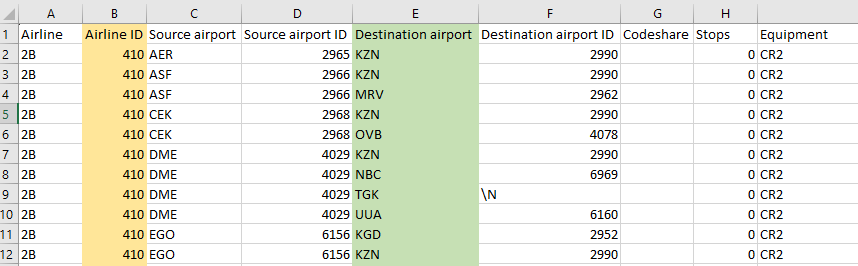 A B C D E F G H I
1 Airline Airline ID Source airport Source airport ID Destination airport Destination airport ID Codeshare Stops Equipment
2 2B 410 AER 2965 KZN 2990 0 CR2
3 2B 410 ASF 2966 KZN 2990 0 CR2
4 2B 410 ASF 2966 MRV 2962 0 CR2
5 2B 410 CEK 2968 KZN 2990 0 CR2
6 2B 410 CEK 2968 OVB 4078 0 CR2
7 2B 410 DME 4029 KZN 2990 0 CR2
8 2B 410 DME 4029 NBC 6969 0 CR2
9 2B 410 DME 4029 TGK \N 0 CR2
10 2B 410 DME 4029 UUA 6160 0 CR2
11 2B 410 EGO 6156 KGD 2952 0 CR2
12 2B 410 EGO 6156 KZN 2990 0 CR2